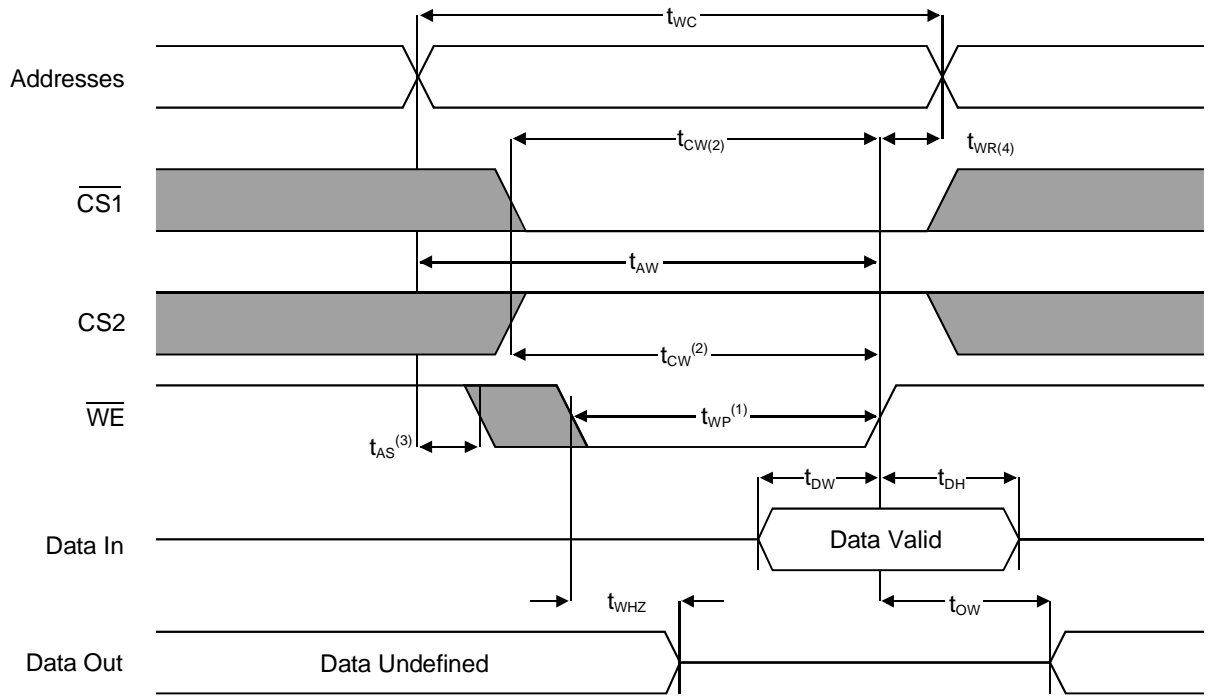 tWC
Addresses
tCW(2)
tWR(4)
CS1
tAW
CS2
tCW(2)
WE
tWP(1)
tAS(3)
tDW
tDH
Data In
Data Valid
tWHZ
tOW
Data Out
Data Undefined